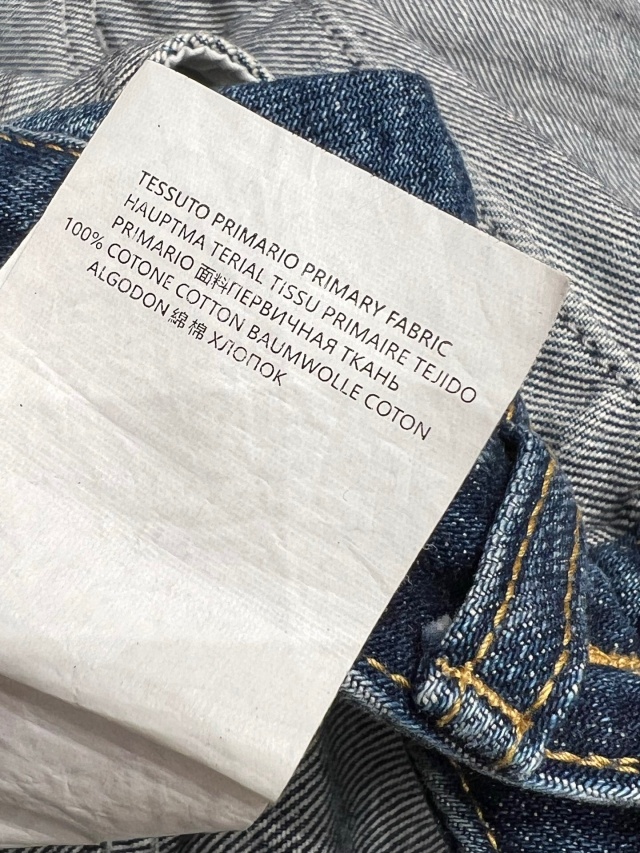 TESSUTO PRIMARIO PRIMARY FABRIC
HAUPTMA TERIAL TISSU PRIMAIRE TEJIDO
PRIMARIO 面料ПЕРВИЧНАЯ ТКАНЬ
100% COTONE COTTON BAUMWOLLE COTON
ALGODON 綿 棉 ХЛОПОК